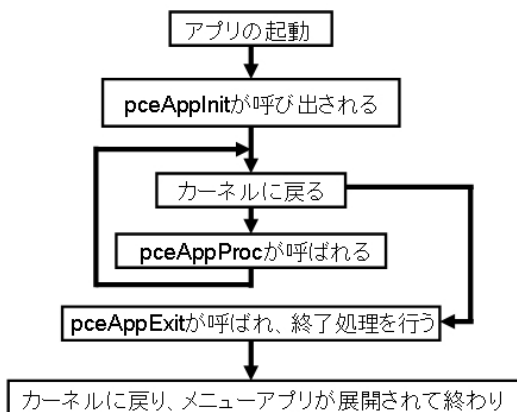 アプリの起動
pceAppInitが呼び出される
カーネルに戻る
pceAppProcが呼ばれる
pceAppExitが呼ばれ、終了処理を行う
カーネルに戻り、メニューアプリが展開されて終わり